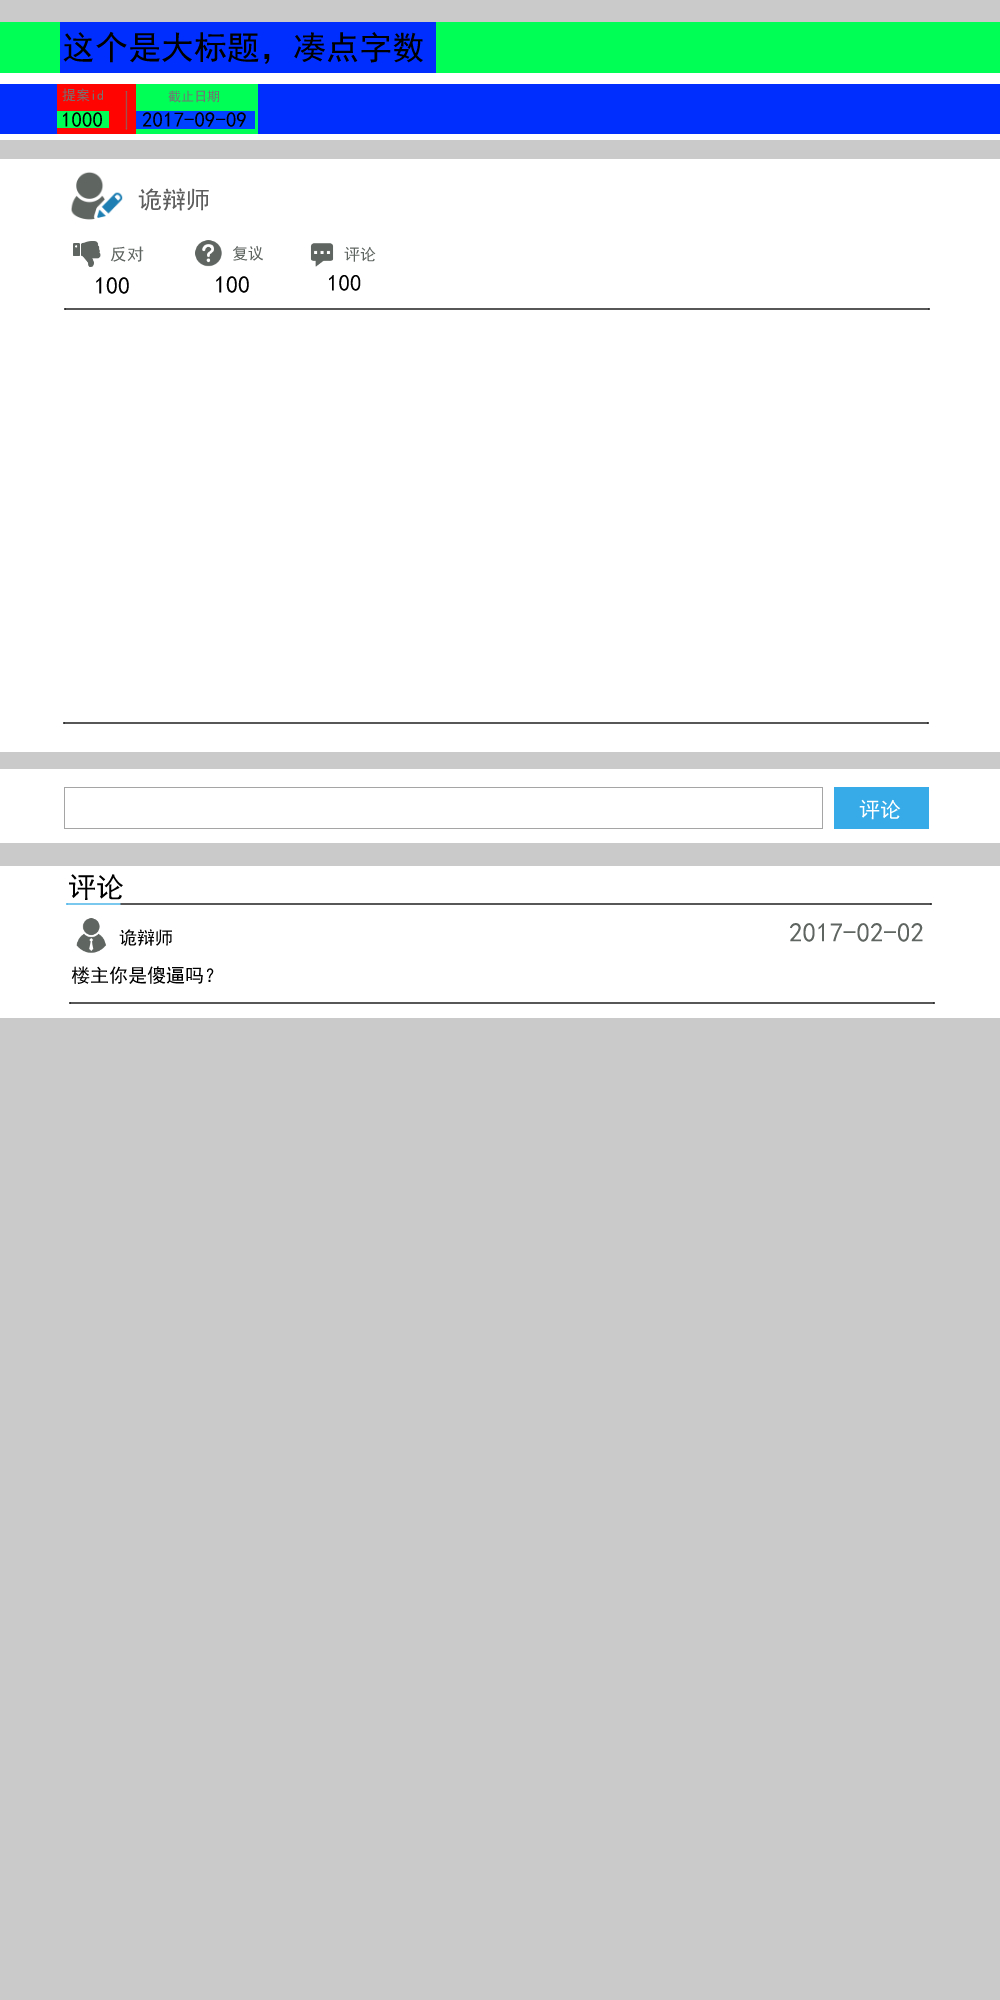 这个是大标题，凑点字数
提案id 截止日期
1000 2017-09-09
诡辩师
反对 复议 评论
100 100 100
评论
评论
诡辩师 2017-02-02
楼主你是傻逼吗?